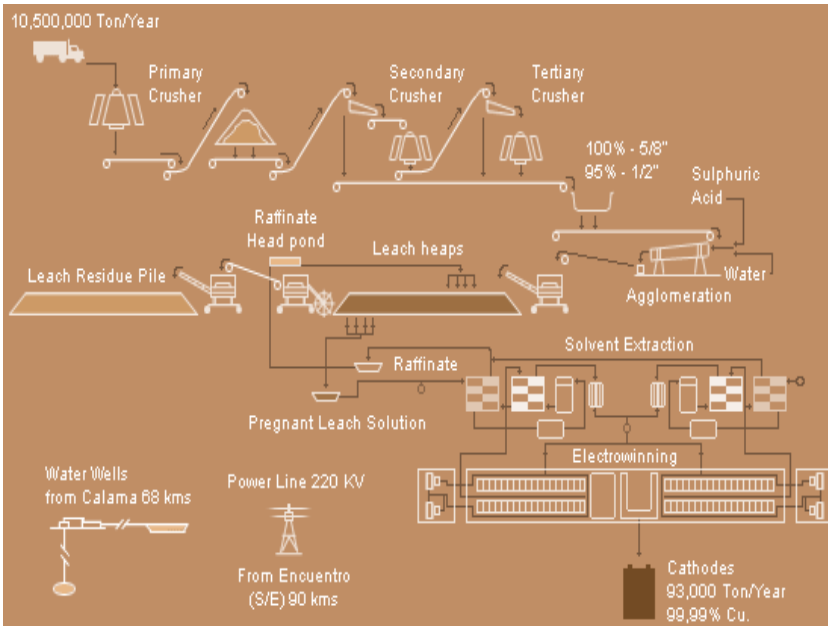 10,500,000 Ton/Year
Primary
Crusher
Secondary
Crusher
Tertiary
Crusher
100% - 5/8"
95% - 1/2"
Sulphuric
Acid
Raffinate
Head pond
Leach heaps
Leach Residue Pile
Water
Agglomeration
Solvent Extraction
Raffinate
Pregnant Leach Solution
Electrowinning
Water Wells
from Calama 68 kms
Power Line 220 KV
From Encuentro
(S/E) 90 kms
Cathodes
93,000 Ton/Year
99,99% Cu.